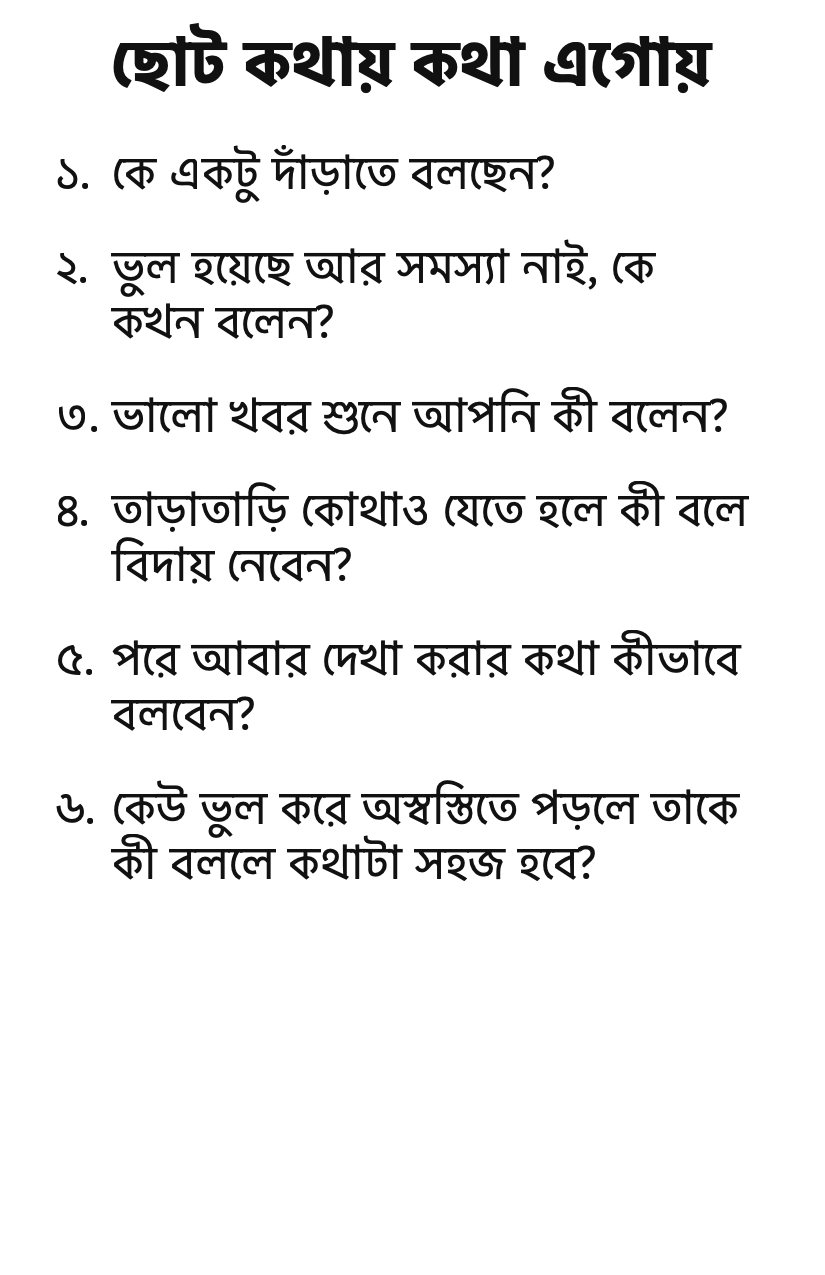 ছোট কথায় কথা এগোয়
১. কে একটু দাঁড়াতে বলছেন?
২. ভুল হয়েছে আর সমস্যা নাই, কে
কখন বলেন?
৩. ভালো খবর শুনে আপনি কী বলেন?
৪. তাড়াতাড়ি কোথাও যেতে হলে কী বলে
বিদায় নেবেন?
৫. পরে আবার দেখা করার কথা কীভাবে
বলবেন?
৬. কেউ ভুল করে অস্বস্তিতে পড়লে তাকে
কী বললে কথাটা সহজ হবে?